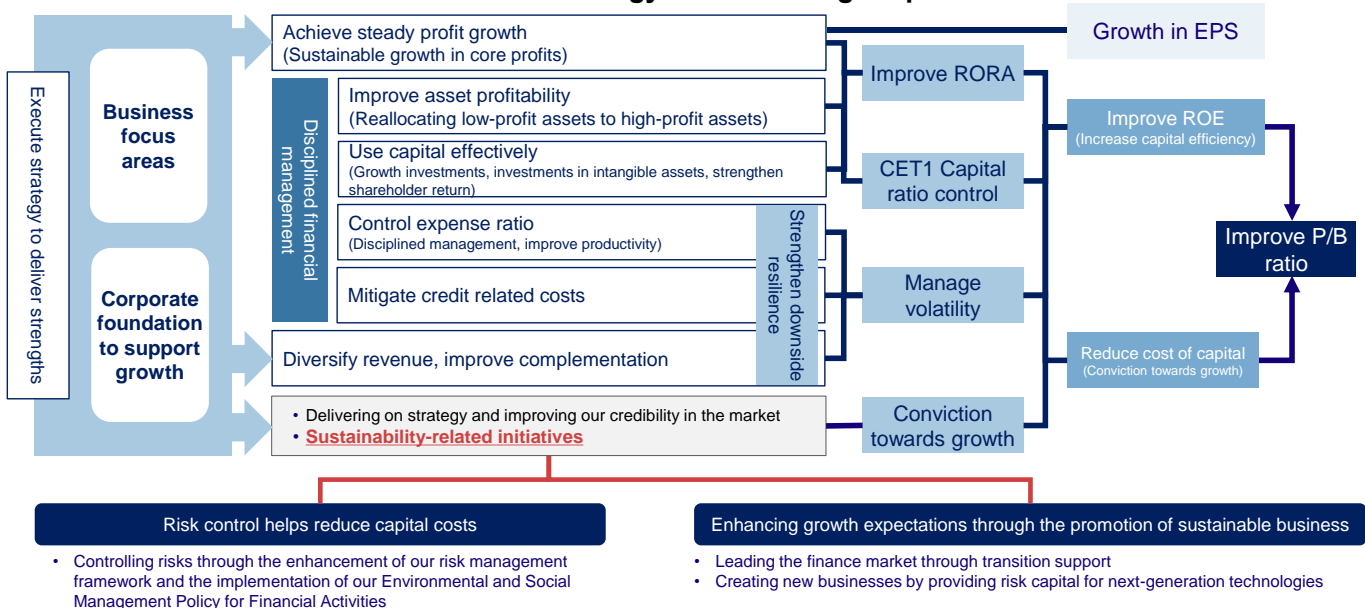 Execute strategy to deliver strengths
Business
focus
areas
Corporate
foundation
to support
growth
Achieve steady profit growth
(Sustainable growth in core profits)
Disciplined financial
management
Improve asset profitability
(Reallocating low-profit assets to high-profit assets)
Use capital effectively
(Growth investments, investments in intangible assets, strengthen
shareholder return)
Control expense ratio
(Disciplined management, improve productivity)
Mitigate credit related costs
Diversify revenue, improve complementation
Strengthen downside
resilience
• Delivering on strategy and improving our credibility in the market
• Sustainability-related initiatives
Growth in EPS
Improve RORA
CET1 Capital
ratio control
Manage
volatility
Conviction
towards growth
Improve ROE
(Increase capital efficiency)
Reduce cost of capital
(Conviction towards growth)
Improve P/B
ratio
Risk control helps reduce capital costs
• Controlling risks through the enhancement of our risk management
framework and the implementation of our Environmental and Social
Management Policy for Financial Activities
Enhancing growth expectations through the promotion of sustainable business
• Leading the finance market through transition support
• Creating new businesses by providing risk capital for next-generation technologies